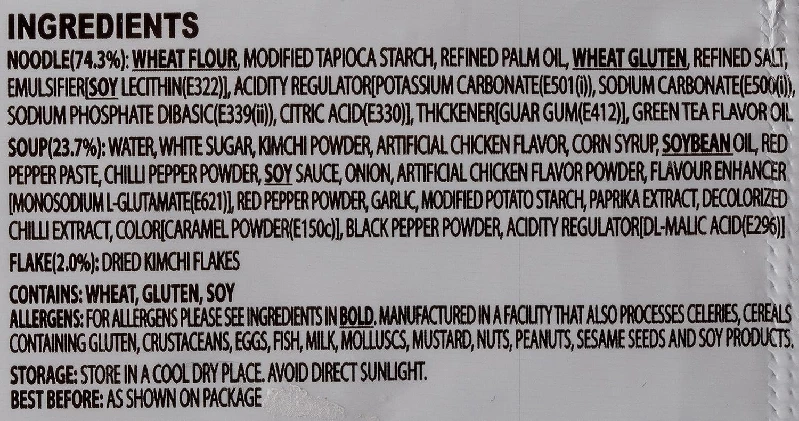 INGREDIENTS
NOODLE(74.3%): WHEAT FLOUR, MODIFIED TAPIOCA STARCH, REFINED PALM OIL, WHEAT GLUTEN, REFINED SALT,
EMULSIFIER[SOY LECITHIN(E322)], ACIDITY REGULATOR[POTASSIUM CARBONATE(E501(i)), SODIUM CARBONATE(E500(i)),
SODIUM PHOSPHATE DIBASIC(E339(ii)), CITRIC ACID(E330)], THICKENER[GUAR GUM(E412)], GREEN TEA FLAVOR OIL
SOUP(23.7%): WATER, WHITE SUGAR, KIMCHI POWDER, ARTIFICIAL CHICKEN FLAVOR, CORN SYRUP, SOYBEAN OIL, RED
PEPPER PASTE, CHILLI PEPPER POWDER, SOY SAUCE, ONION, ARTIFICIAL CHICKEN FLAVOR POWDER, FLAVOUR ENHANCER
[MONOSODIUM L-GLUTAMATE(E621)], RED PEPPER POWDER, GARLIC, MODIFIED POTATO STARCH, PAPRIKA EXTRACT, DECOLORIZED
CHILLI EXTRACT, COLOR[CARAMEL POWDER(E150c)], BLACK PEPPER POWDER, ACIDITY REGULATOR[DL-MALIC ACID(E296)]
FLAKE(2.0%): DRIED KIMCHI FLAKES
CONTAINS: WHEAT, GLUTEN, SOY
ALLERGENS: FOR ALLERGENS PLEASE SEE INGREDIENTS IN BOLD. MANUFACTURED IN A FACILITY THAT ALSO PROCESSES CELERIES, CEREALS
CONTAINING GLUTEN, CRUSTACEANS, EGGS, FISH, MILK, MOLLUSCS, MUSTARD, NUTS, PEANUTS, SESAME SEEDS AND SOY PRODUCTS.
STORAGE: STORE IN A COOL DRY PLACE. AVOID DIRECT SUNLIGHT.
BEST BEFORE: AS SHOWN ON PACKAGE